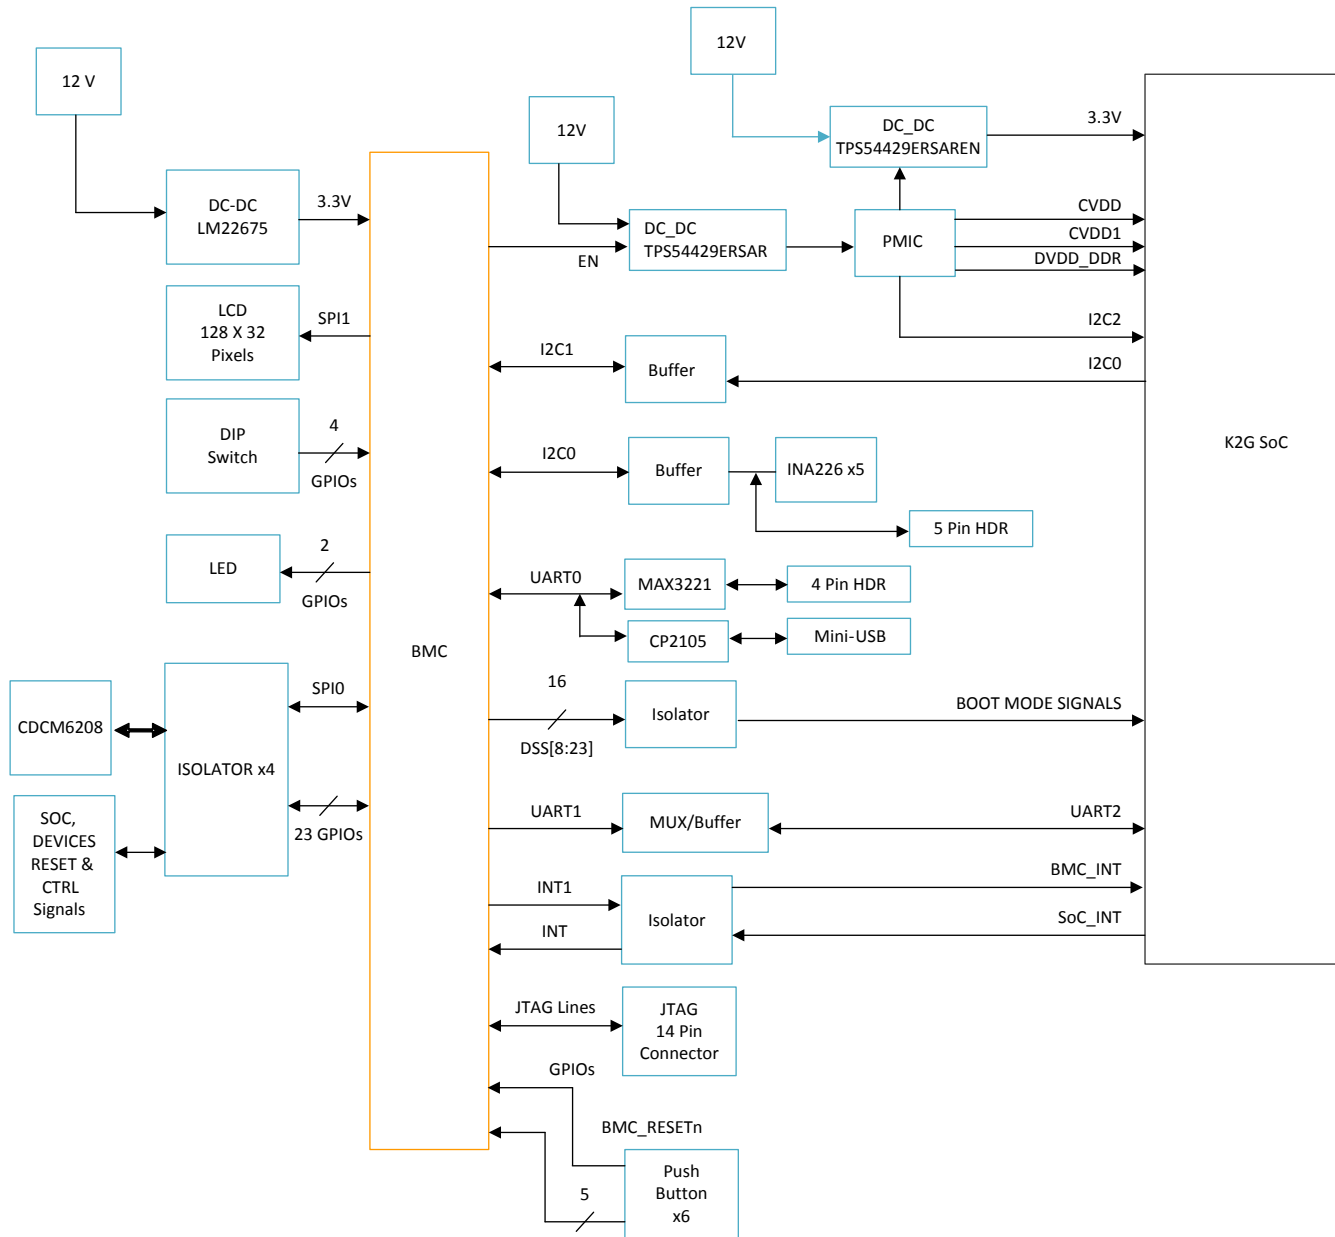 12V
12 V
12V
DC_DC
TPS54429ERSAREN
3.3V
DC-DC
LM22675
3.3V
EN
DC_DC
TPS54429ERSAR
PMIC
CVDD
CVDD1
DVDD_DDR
I2C2
LCD
128 X 32
Pixels
SPI1
I2C1
Buffer
I2C0
K2G SoC
DIP
Switch
4
GPIOs
I2C0
Buffer
INA226 x5
5 Pin HDR
LED
2
GPIOs
UART0
MAX3221
4 Pin HDR
CP2105
Mini-USB
BMC
CDCM6208
ISOLATOR x4
SPI0
23 GPIOs
SOC,
DEVICES
RESET &
CTRL
Signals
16
DSS[8:23]
Isolator
BOOT MODE SIGNALS
UART1
MUX/Buffer
UART2
INT1
INT
Isolator
BMC_INT
SoC_INT
JTAG Lines
JTAG
14 Pin
Connector
GPIOs
BMC_RESETn
5
Push
Button
x6